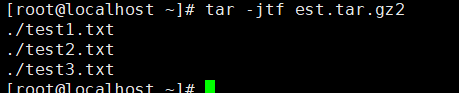 [root@localhost ~]# tar -jtf est.tar.gz2
./test1.txt
./test2.txt
./test3.txt
[root@localhost ~]#